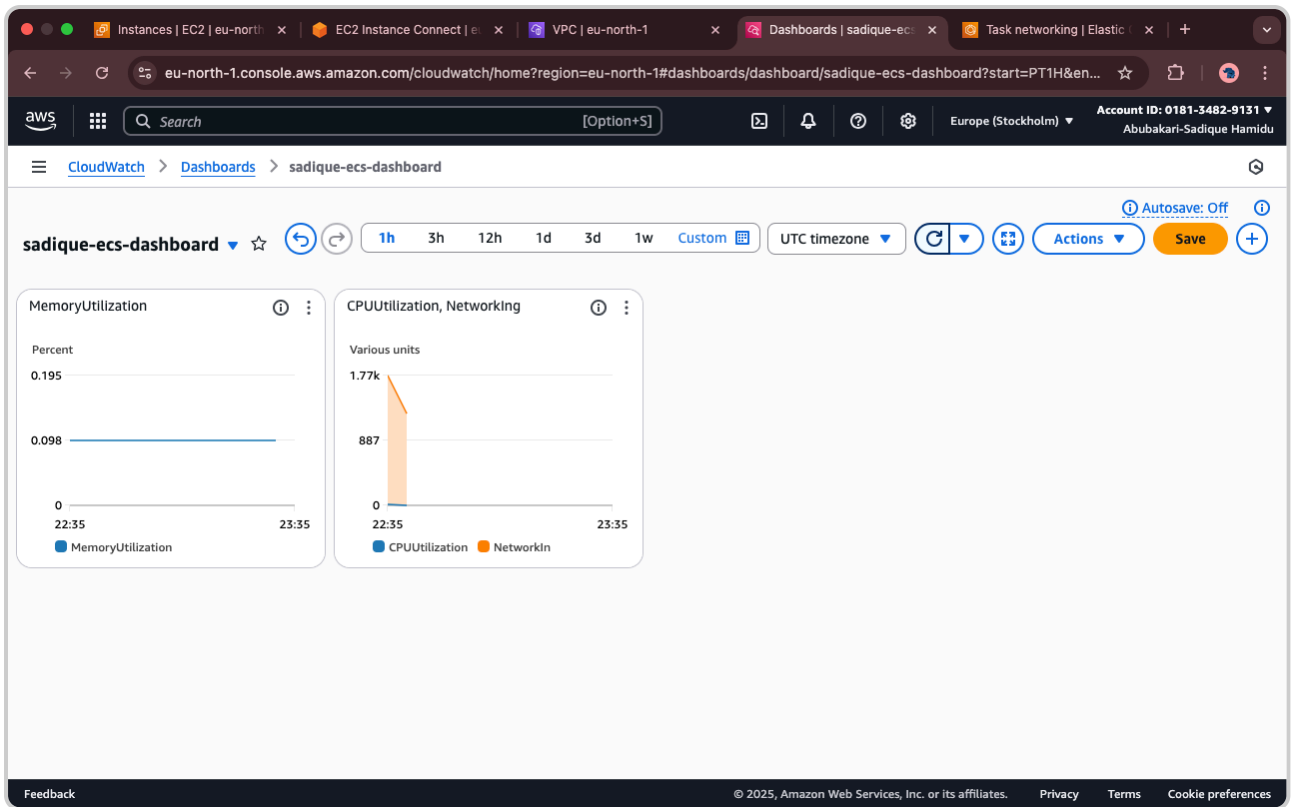 Instances | EC2 | eu-north
EC2 Instance Connect | eu
VPC | eu-north-1
Dashboards | sadique-ecs
Task networking | Elastic
eu-north-1.console.aws.amazon.com/cloudwatch/home?region=eu-north-1#dashboards/dashboard/sadique-ecs-dashboard?start=PT1H&en...
aws
Search
[Option+S]
Europe (Stockholm)
Account ID: 0181-3482-9131
Abubakari-Sadique Hamidu
CloudWatch
Dashboards
sadique-ecs-dashboard
Autosave: Off
sadique-ecs-dashboard
1h 3h 12h 1d 3d 1w Custom
UTC timezone
Actions
Save
MemoryUtilization
Percent
0.195
0.098
0
22:35 23:35
MemoryUtilization
CPUUtilization, NetworkIng
Various units
1.77k
887
0
22:35 23:35
CPUUtilization NetworkIn
Feedback
© 2025, Amazon Web Services, Inc. or its affiliates.
Privacy
Terms
Cookie preferences